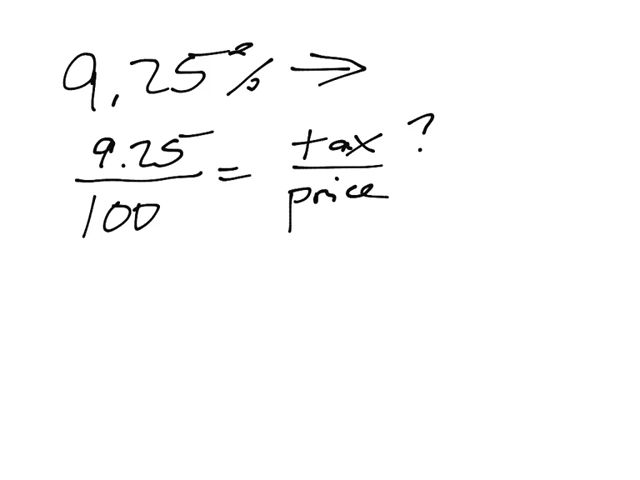 9.25% →
9.25/100 = tax/price ?